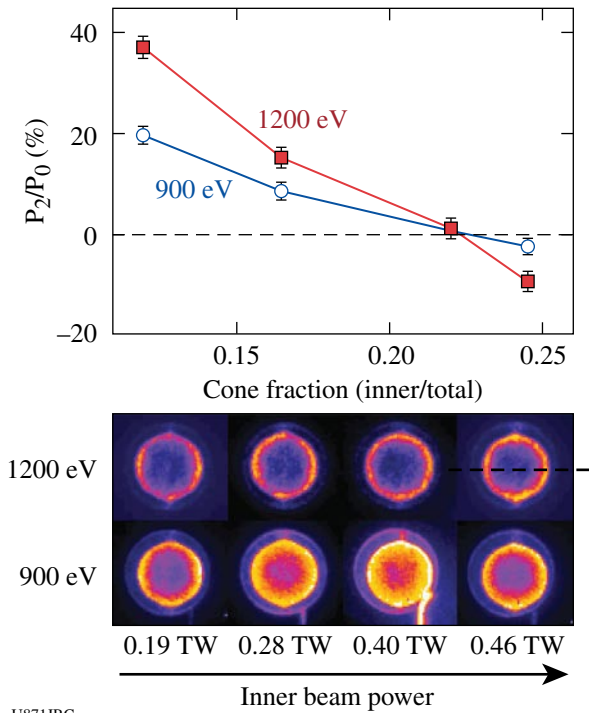 40
1200 eV
20
P2/P0 (%)
900 eV
0
–20
0.15 0.20 0.25
Cone fraction (inner/total)
1200 eV
900 eV
0.19 TW 0.28 TW 0.40 TW 0.46 TW
Inner beam power